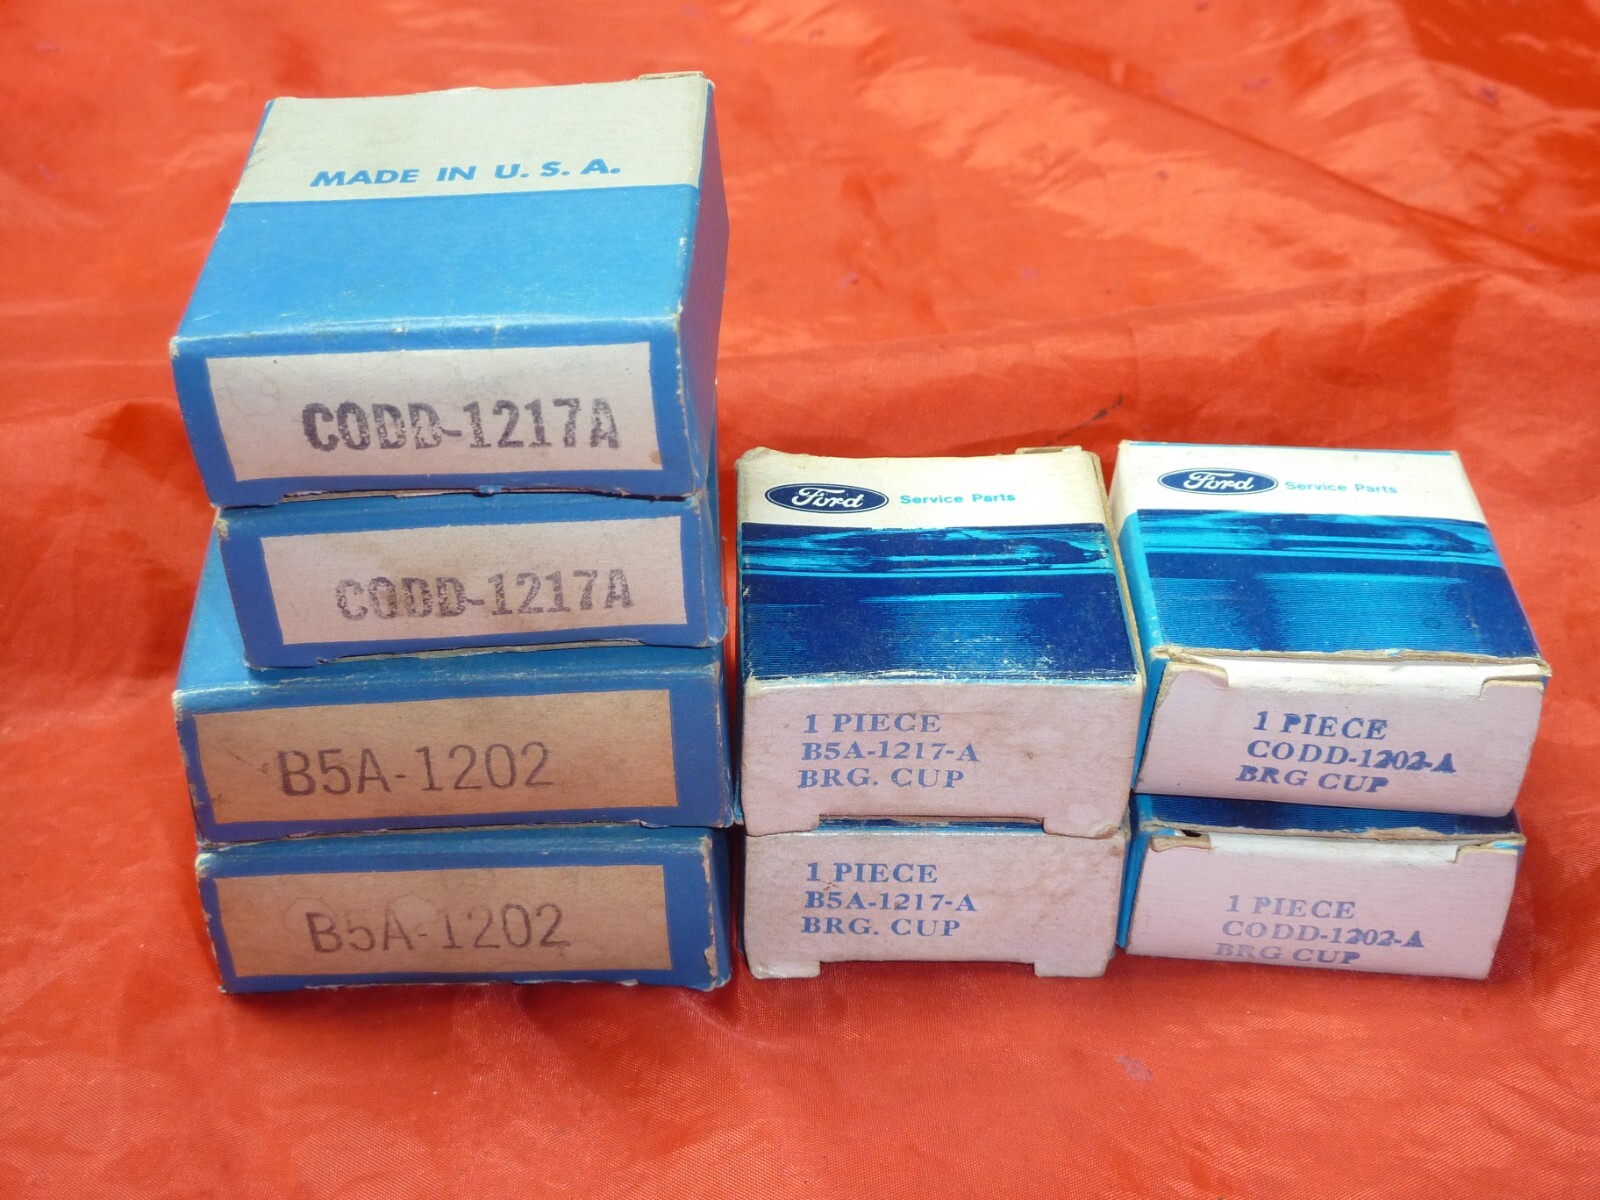 MADE IN U.S.A.
CODD-1217A
CODD-1217A
B5A-1202
B5A-1202
Ford Service Parts
1 PIECE
B5A-1217-A
BRG. CUP
1 PIECE
B5A-1217-A
BRG. CUP
Ford Service Parts
1 PIECE
CODD-1202-A
BRG CUP
1 PIECE
CODD-1202-A
BRG CUP